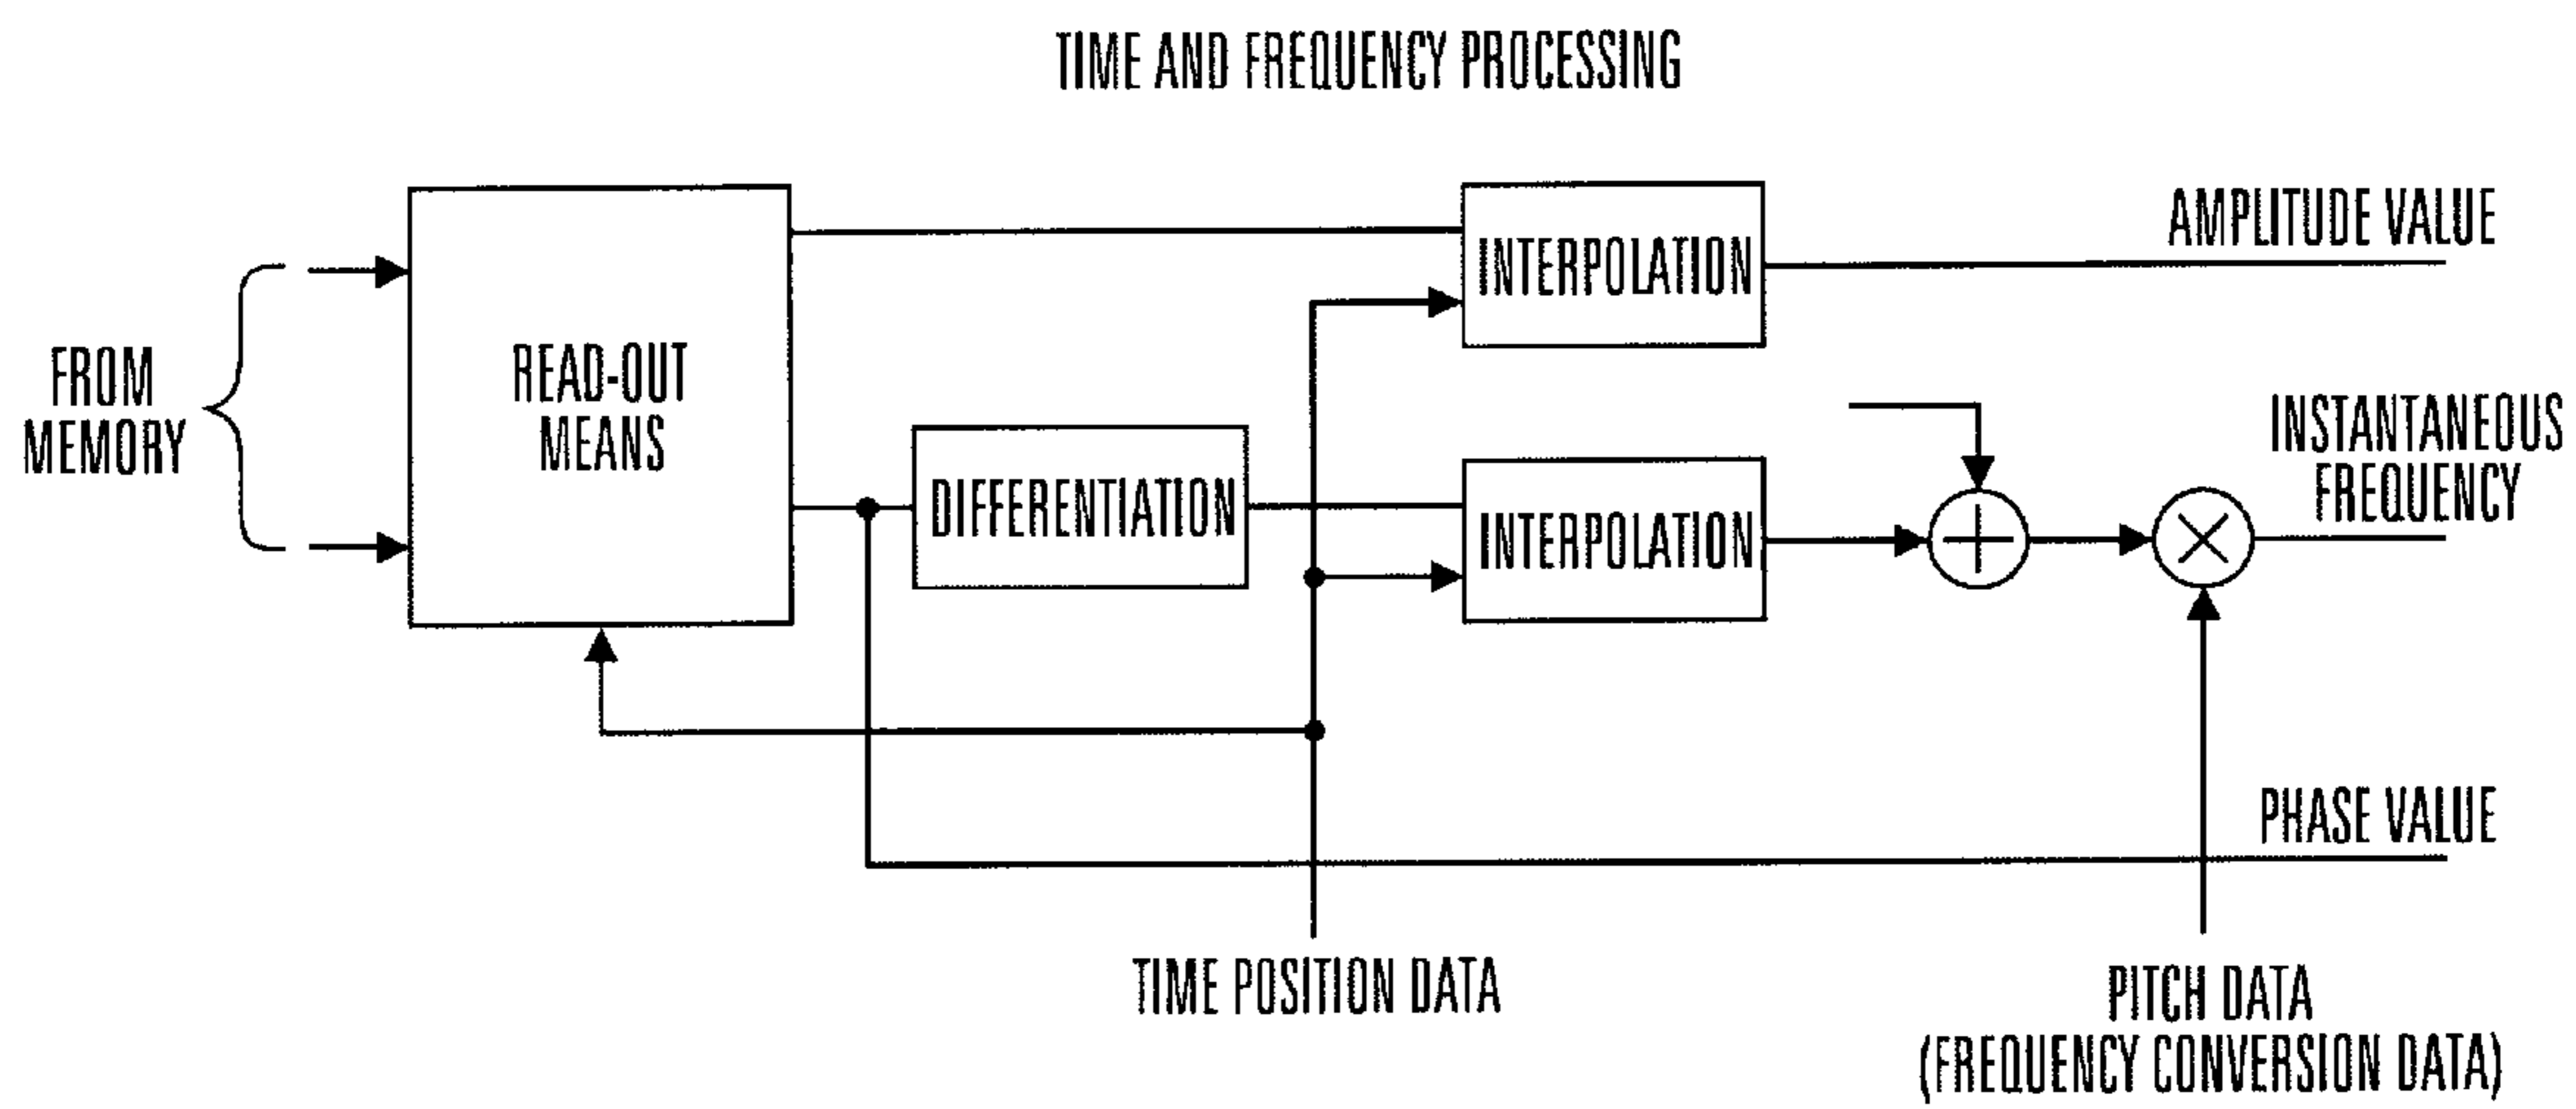 TIME AND FREQUENCY PROCESSING
FROM
MEMORY
READ-OUT
MEANS
INTERPOLATION
AMPLITUDE VALUE
DIFFERENTIATION
INTERPOLATION
INSTANTANEOUS
FREQUENCY
PHASE VALUE
TIME POSITION DATA
PITCH DATA
(FREQUENCY CONVERSION DATA)